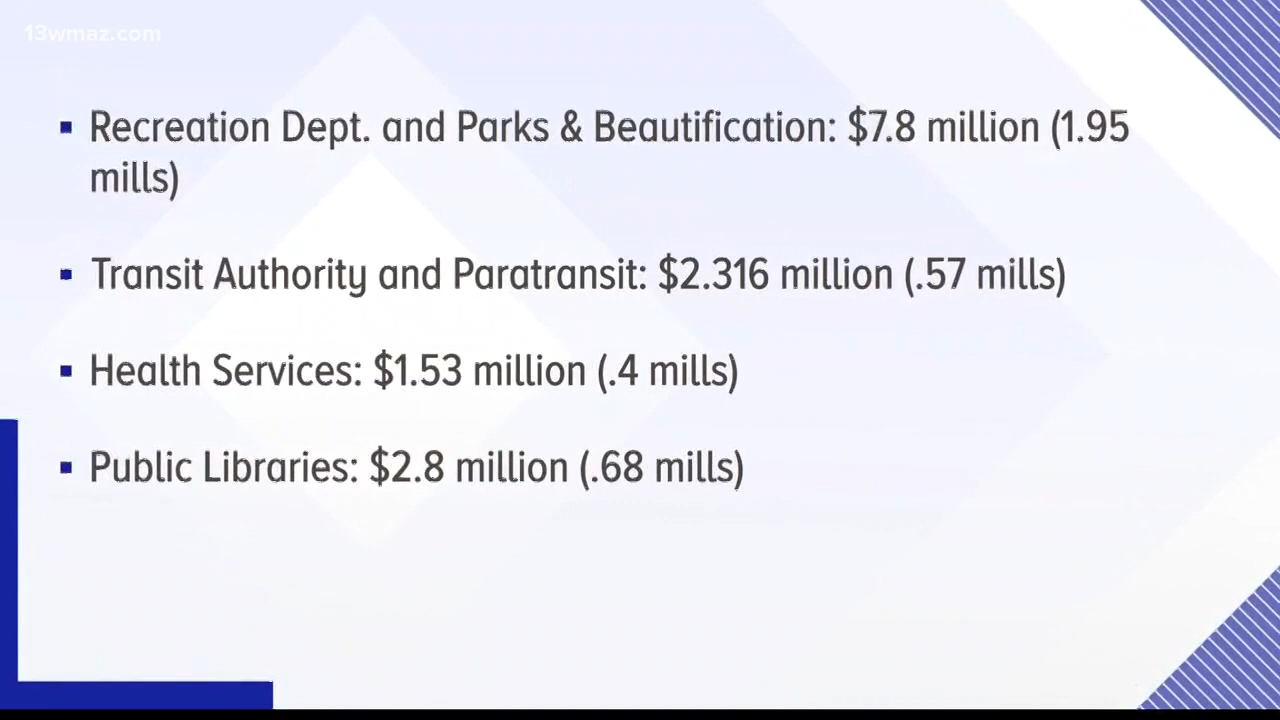 13wmaz.com
▪ Recreation Dept. and Parks & Beautification: $7.8 million (1.95
mills)
▪ Transit Authority and Paratransit: $2.316 million (.57 mills)
▪ Health Services: $1.53 million (.4 mills)
▪ Public Libraries: $2.8 million (.68 mills)